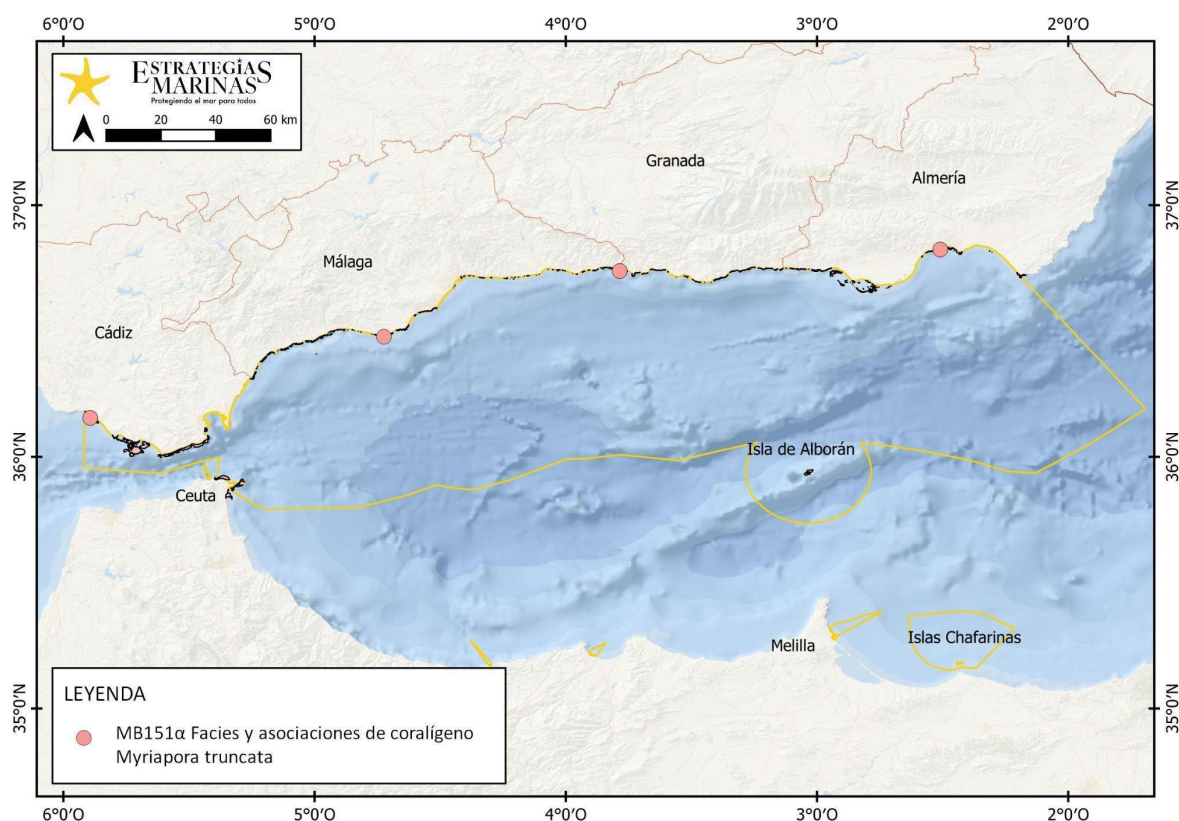 6°0'O 5°0'O 4°0'O 3°0'O 2°0'O
ESTRATEGIAS
MARINAS
Protegiendo el mar para todos
0 20 40 60 km
Granada
Almería
37°0'N 37°0'N
Málaga
Cádiz
36°0'N 36°0'N
Isla de Alborán
Ceuta
Melilla
Islas Chafarinas
LEYENDA
35°0'N 35°0'N
MB151α Facies y asociaciones de coralígeno
Myriapora truncata
6°0'O 5°0'O 4°0'O 3°0'O 2°0'O